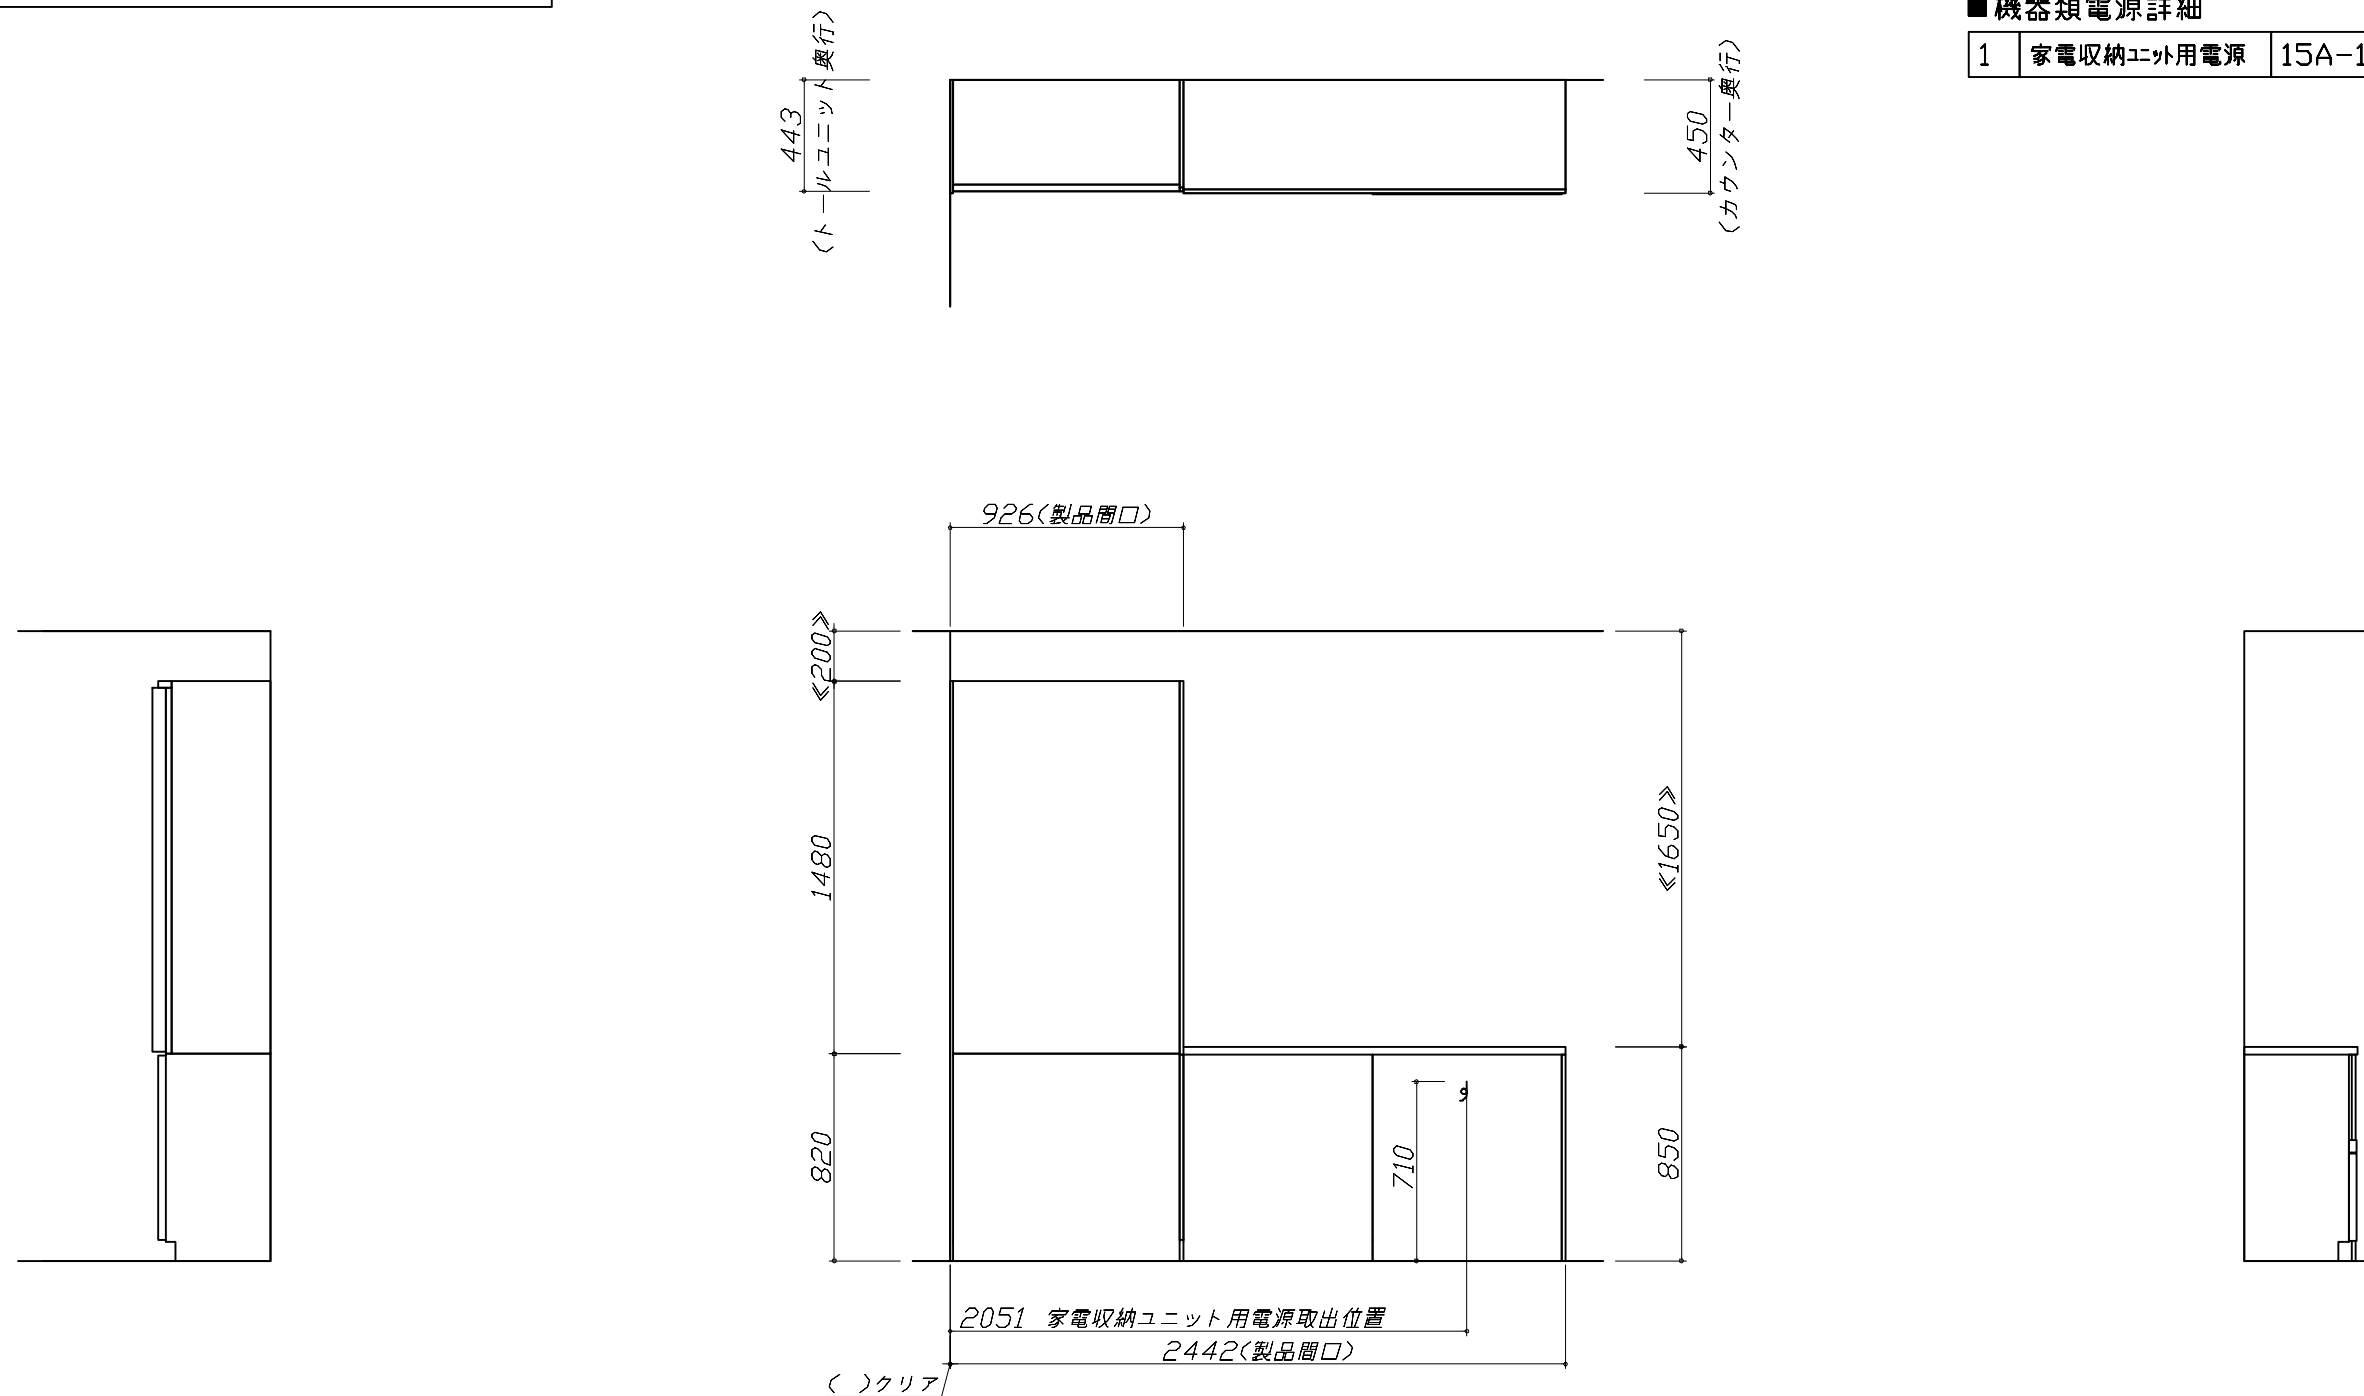 ■機器類電源詳細
1 家電収納ユニット用電源 15A-1
443
(トールユニット奥行)
450
(カウンター奥行)
926(製品間口)
≪200≫
1480
820
≪1650≫
850
710
2051 家電収納ユニット用電源取出位置
2442(製品間口)
( )クリア